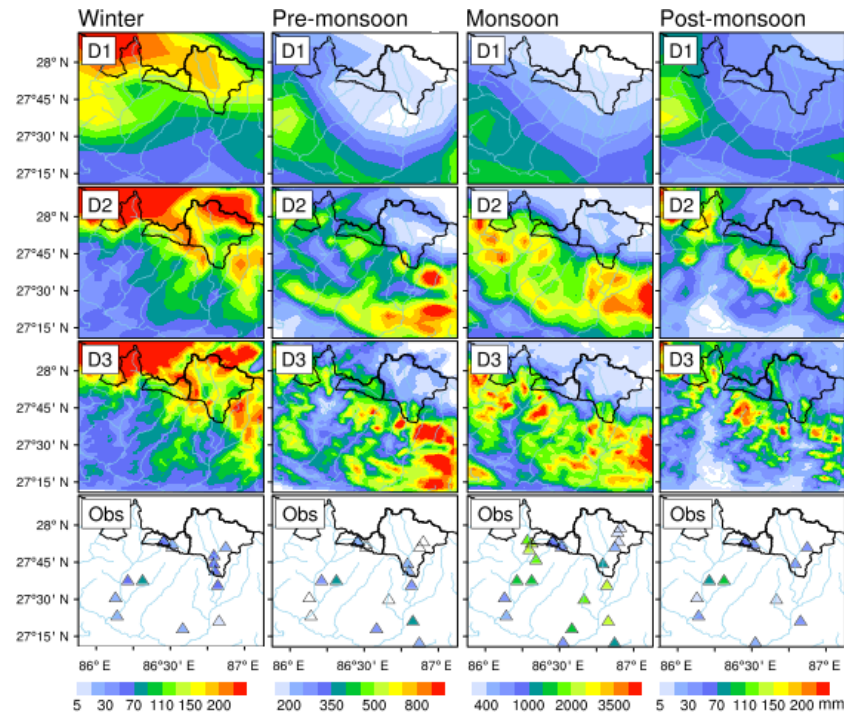 Winter Pre-monsoon Monsoon Post-monsoon
D1 D1 D1 D1
28° N
27°45' N
27°30' N
27°15' N
D2 D2 D2 D2
28° N
27°45' N
27°30' N
27°15' N
D3 D3 D3 D3
28° N
27°45' N
27°30' N
27°15' N
Obs Obs Obs Obs
28° N
27°45' N
27°30' N
27°15' N
86° E 86°30' E 87° E 86° E 86°30' E 87° E 86° E 86°30' E 87° E 86° E 86°30' E 87° E
5 30 70 110 150 200 200 350 500 800 400 1000 2000 3500 5 30 70 110 150 200 mm